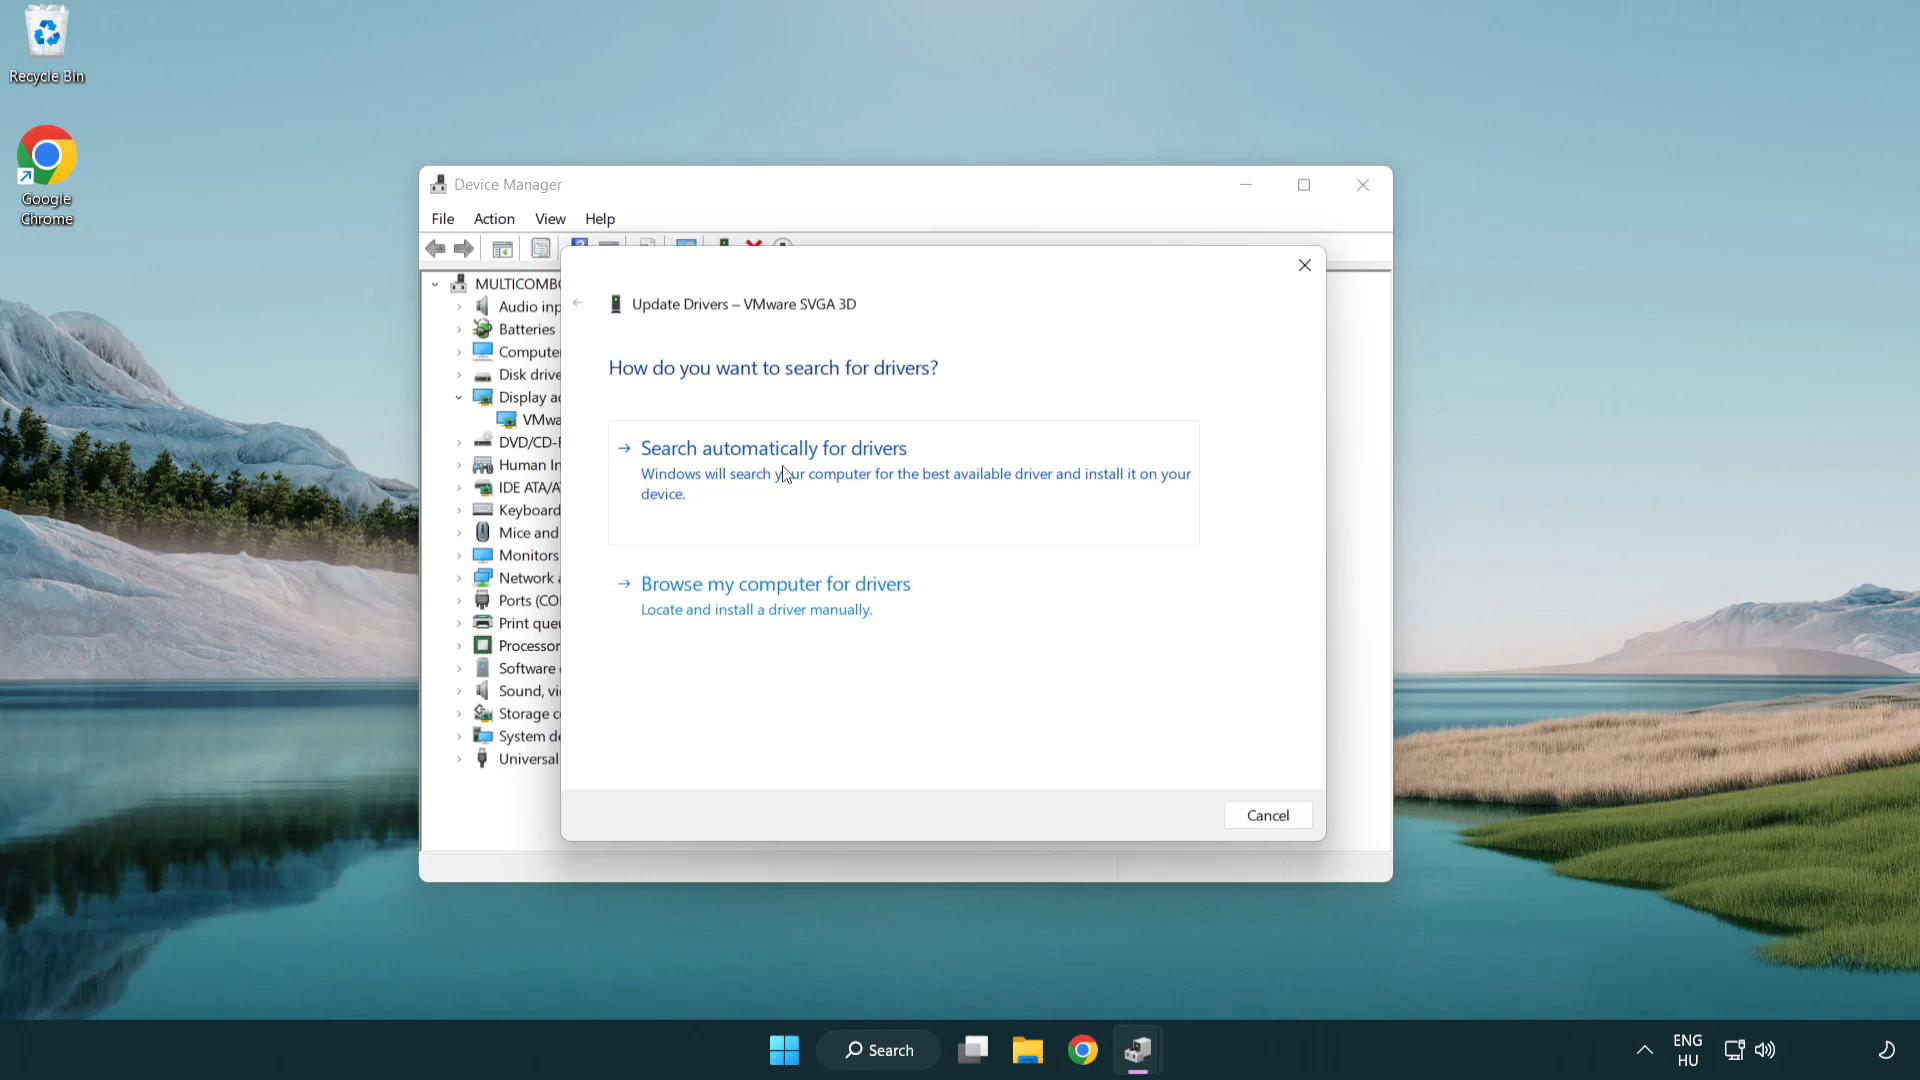 Recycle Bin
Google
Chrome
Device Manager
File Action View Help
MULTICOMBO
Audio inp
Batteries
Compute
Disk drive
Display a
VMwa
DVD/CD-R
Human In
IDE ATA/A
Keyboard
Mice and
Monitors
Network a
Ports (CO
Print queu
Processor
Software
Sound, vi
Storage c
System de
Universal
Update Drivers – VMware SVGA 3D
How do you want to search for drivers?
Search automatically for drivers
Windows will search your computer for the best available driver and install it on your
device.
Browse my computer for drivers
Locate and install a driver manually.
Cancel
Search
ENG
HU